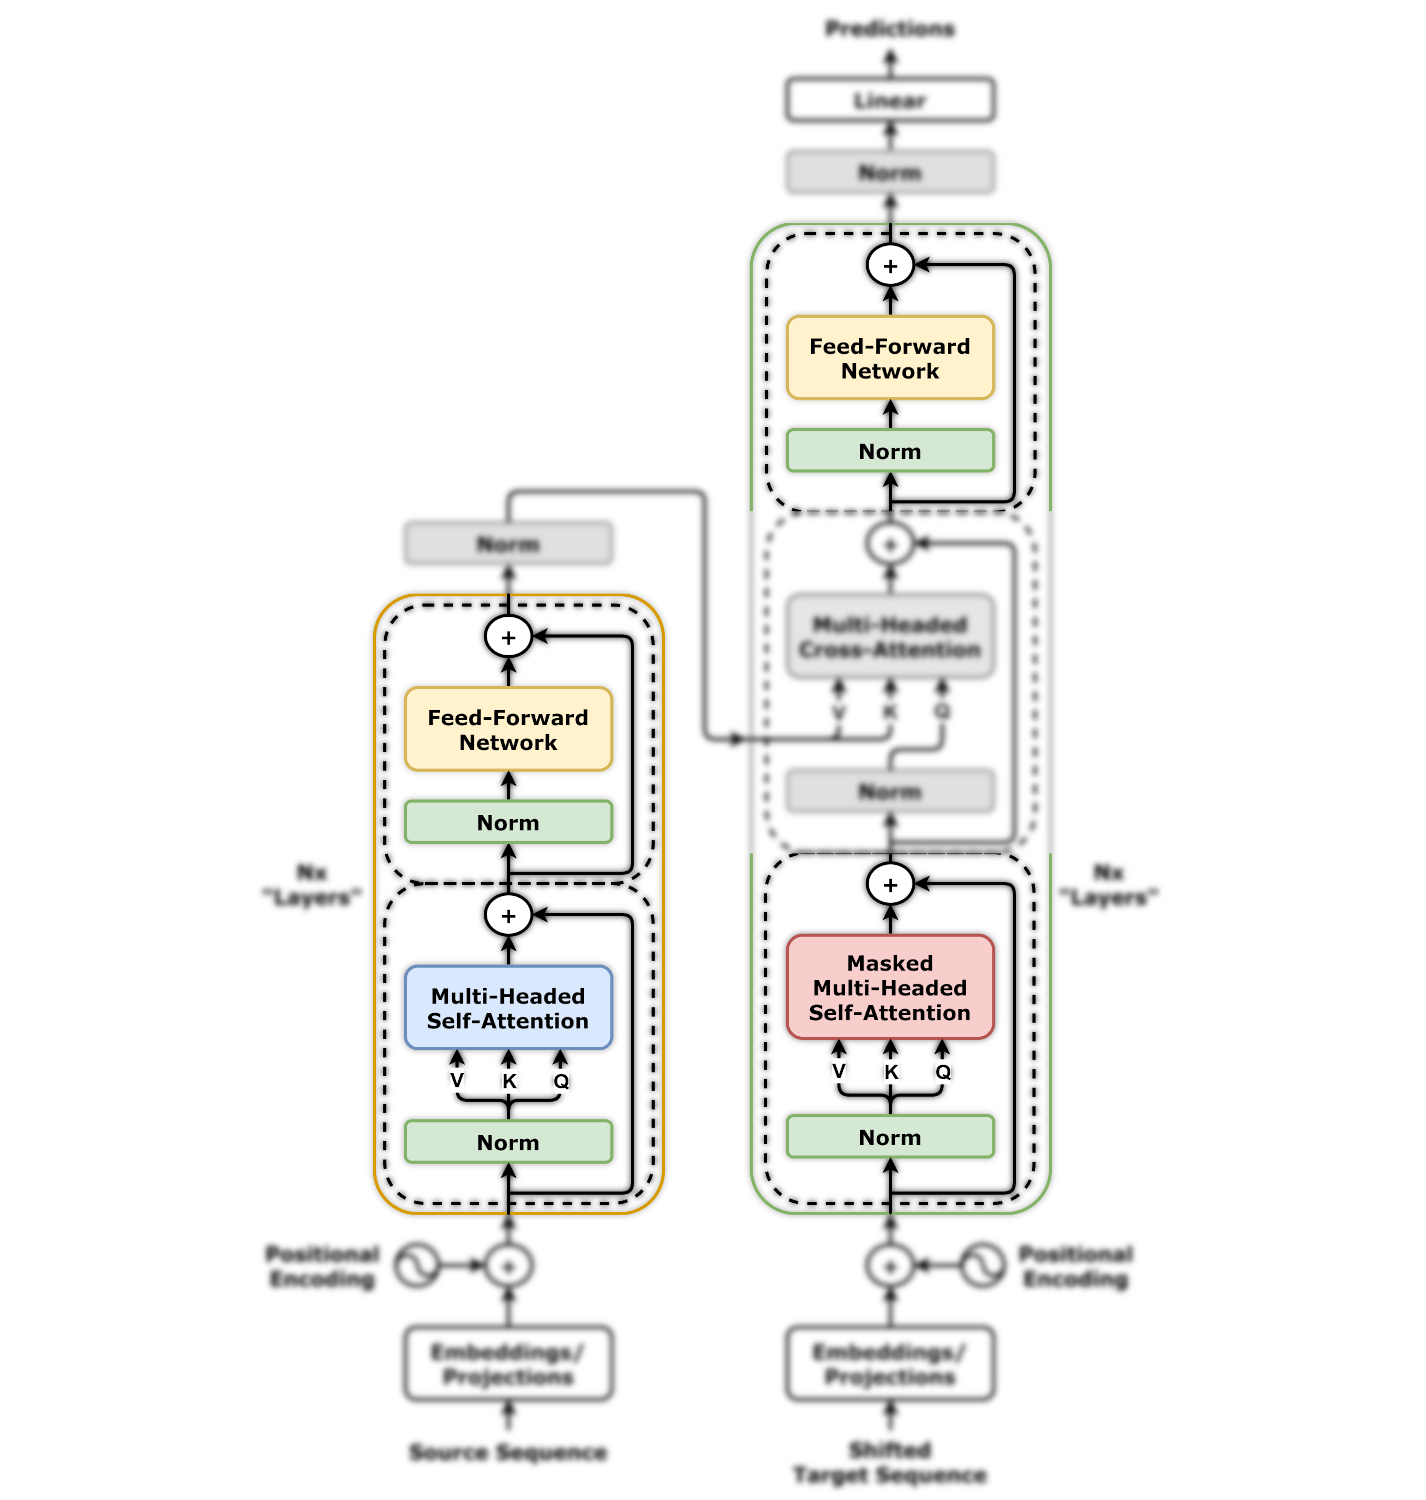 Predictions
Linear
Norm
+
Feed-Forward
Network
Norm
+
Multi-Headed
Cross-Attention
V K Q
Norm
+
Masked
Multi-Headed
Self-Attention
V K Q
Norm
Nx
"Layers"
+
Positional
Encoding
Embeddings/
Projections
Shifted
Target Sequence
Norm
+
Feed-Forward
Network
Norm
+
Multi-Headed
Self-Attention
V K Q
Norm
Nx
"Layers"
Positional
Encoding
+
Embeddings/
Projections
Source Sequence